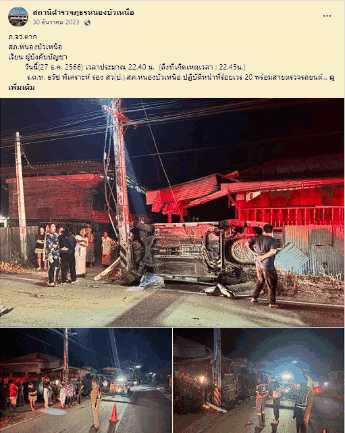 สถานีตำรวจภูธรหนองบัวเหนือ
30 ธันวาคม 2023
ภ.จว.ตาก
สภ.หนองบัวเหนือ
เรียน ผู้บังคับบัญชา
วันนี้(27 ธ.ค. 2566) เวลาประมาณ 22.40 น. (ถึงที่เกิดเหตุเวลา : 22.45น.)
ร.ต.ท. ธวัช พิเคราะห์ รอง สวป.สภ.หนองบัวเหนือ ปฏิบัติหน้าที่ร้อยเวร 20 พร้อมสายตรวจรถยนต์... ดู
เพิ่มเติม